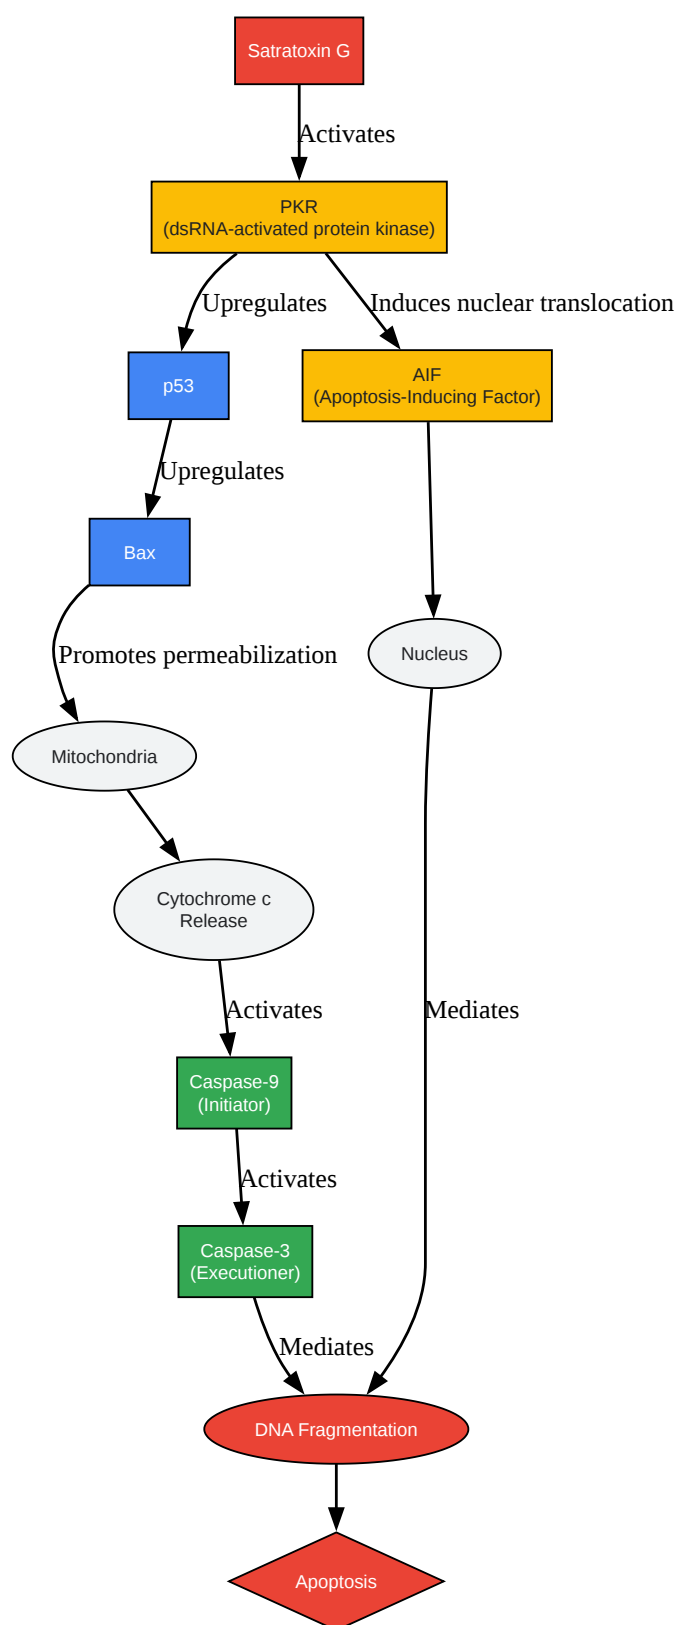 Satratoxin G
Activates
PKR
(dsRNA-activated protein kinase)
Upregulates
Induces nuclear translocation
p53
AIF
(Apoptosis-Inducing Factor)
Upregulates
Bax
Promotes permeabilization
Nucleus
Mitochondria
Cytochrome c
Release
Activates
Mediates
Caspase-9
(Initiator)
Activates
Caspase-3
(Executioner)
Mediates
DNA Fragmentation
Apoptosis